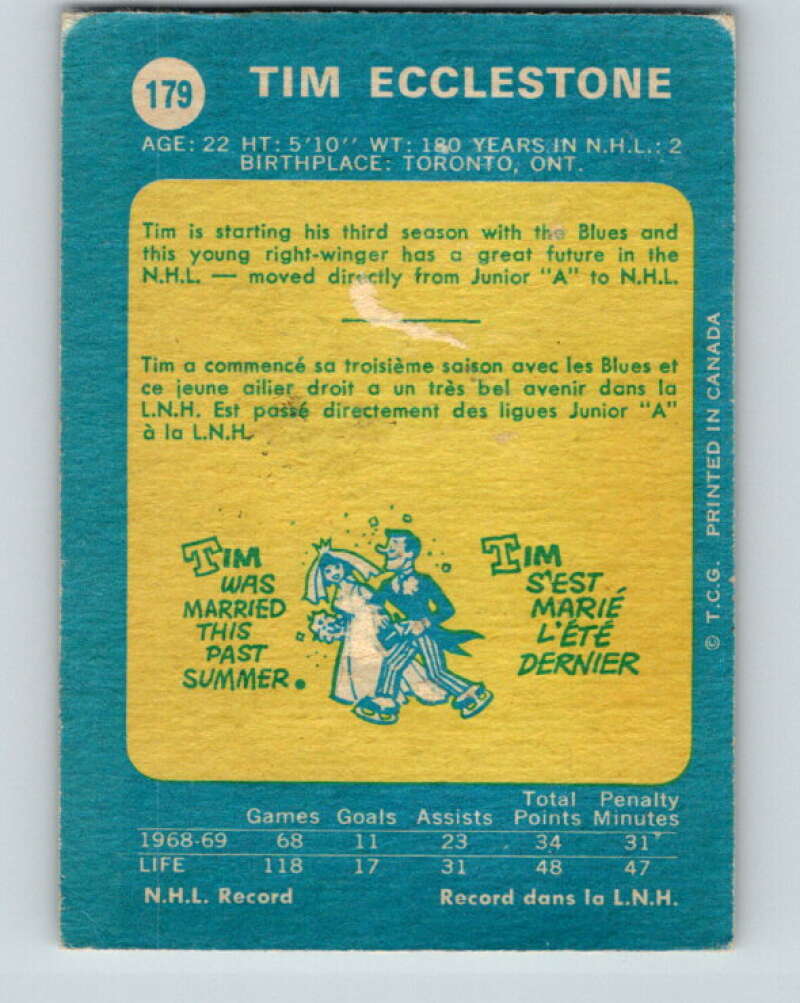 179
TIM ECCLESTONE
AGE: 22 HT: 5'10'' WT: 180 YEARS IN N.H.L.: 2
BIRTHPLACE: TORONTO, ONT.
Tim is starting his third season with the Blues and
this young right-winger has a great future in the
N.H.L. — moved directly from Junior "A" to N.H.L.
Tim a commencé sa troisième saison avec les Blues et
ce jeune ailier droit a un très bel avenir dans la
L.N.H. Est passé directement des ligues Junior "A"
à la L.N.H.
TIM
WAS
MARRIED
THIS
PAST
SUMMER.
TIM
S'EST
MARIÉ
L'ÉTÉ
DERNIER
© T.C.G. PRINTED IN CANADA
Total Penalty
Games Goals Assists Points Minutes
1968-69 68 11 23 34 31
LIFE 118 17 31 48 47
N.H.L. Record Record dans la L.N.H.